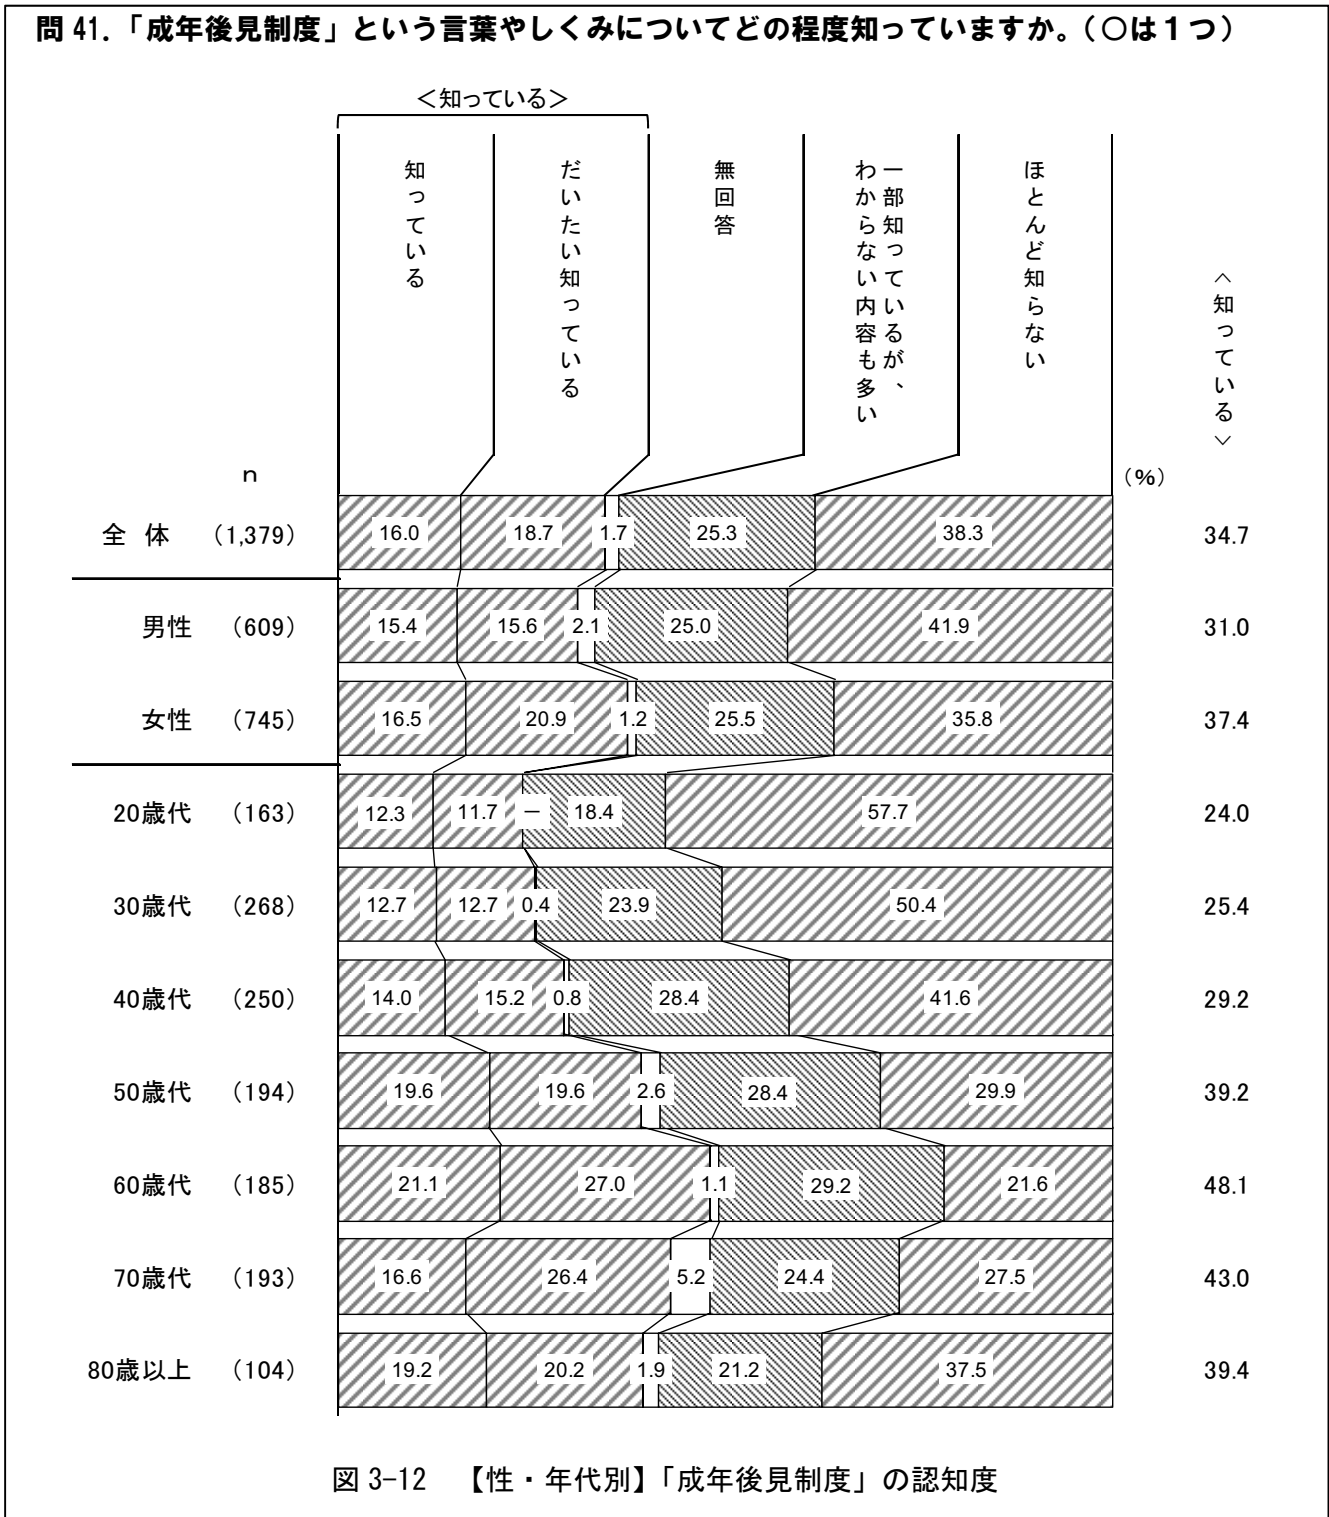 問 41.「成年後見制度」という言葉やしくみについてどの程度知っていますか。(○は1つ)
＜知っている＞
知っている
だいたい知っている
無回答
一部知っているが、
わからない内容も多い
ほとんど知らない
＜知っている＞
n
(%)
全 体 (1,379) 16.0 18.7 1.7 25.3 38.3 34.7
男性 (609) 15.4 15.6 2.1 25.0 41.9 31.0
女性 (745) 16.5 20.9 1.2 25.5 35.8 37.4
20歳代 (163) 12.3 11.7 － 18.4 57.7 24.0
30歳代 (268) 12.7 12.7 0.4 23.9 50.4 25.4
40歳代 (250) 14.0 15.2 0.8 28.4 41.6 29.2
50歳代 (194) 19.6 19.6 2.6 28.4 29.9 39.2
60歳代 (185) 21.1 27.0 1.1 29.2 21.6 48.1
70歳代 (193) 16.6 26.4 5.2 24.4 27.5 43.0
80歳以上 (104) 19.2 20.2 1.9 21.2 37.5 39.4
図 3-12 【性・年代別】「成年後見制度」の認知度